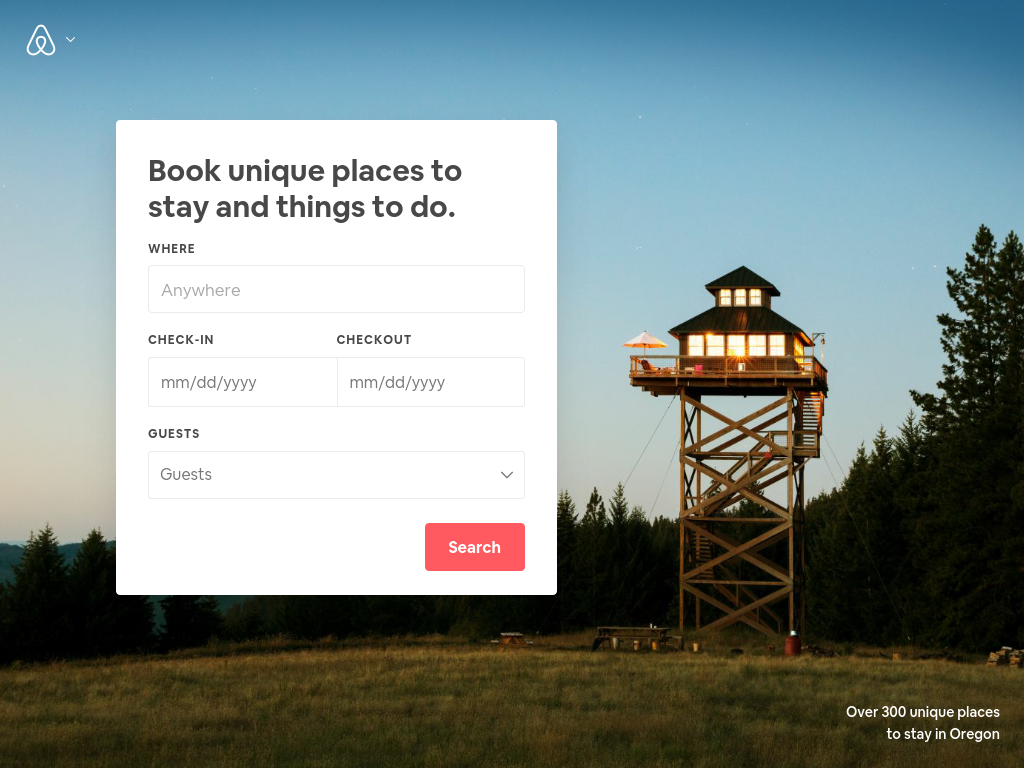 Book unique places to
stay and things to do.
WHERE
Anywhere
CHECK-IN CHECKOUT
mm/dd/yyyy mm/dd/yyyy
GUESTS
Guests
Search
Over 300 unique places
to stay in Oregon